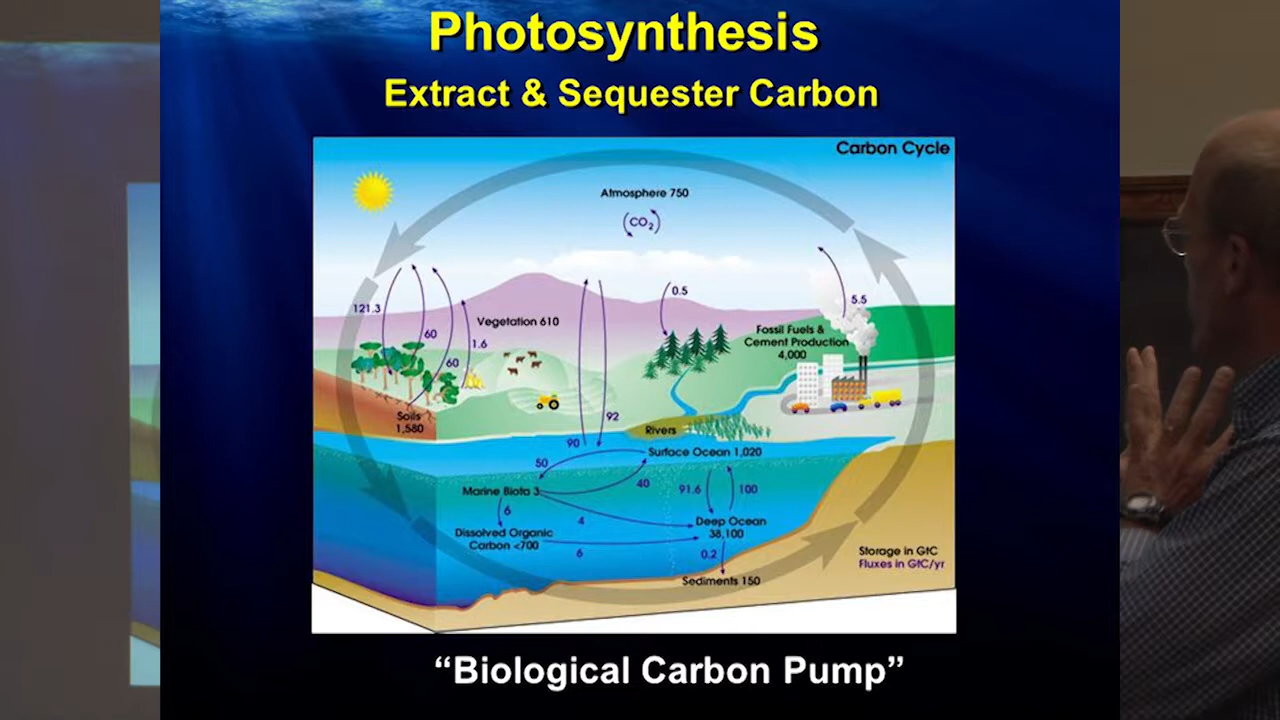 Photosynthesis
Extract & Sequester Carbon
Carbon Cycle
Atmosphere 750
(CO2)
121.3
60
60
1.6
Vegetation 610
0.5
5.5
Fossil Fuels &
Cement Production
4,000
Soils
1,580
90
92
Rivers
Surface Ocean 1,020
50
40
91.6
100
Marine Biota 3
6
4
Deep Ocean
38,100
Dissolved Organic
Carbon <700
6
0.2
Sediments 150
Storage in GtC
Fluxes in GtC/yr
“Biological Carbon Pump”